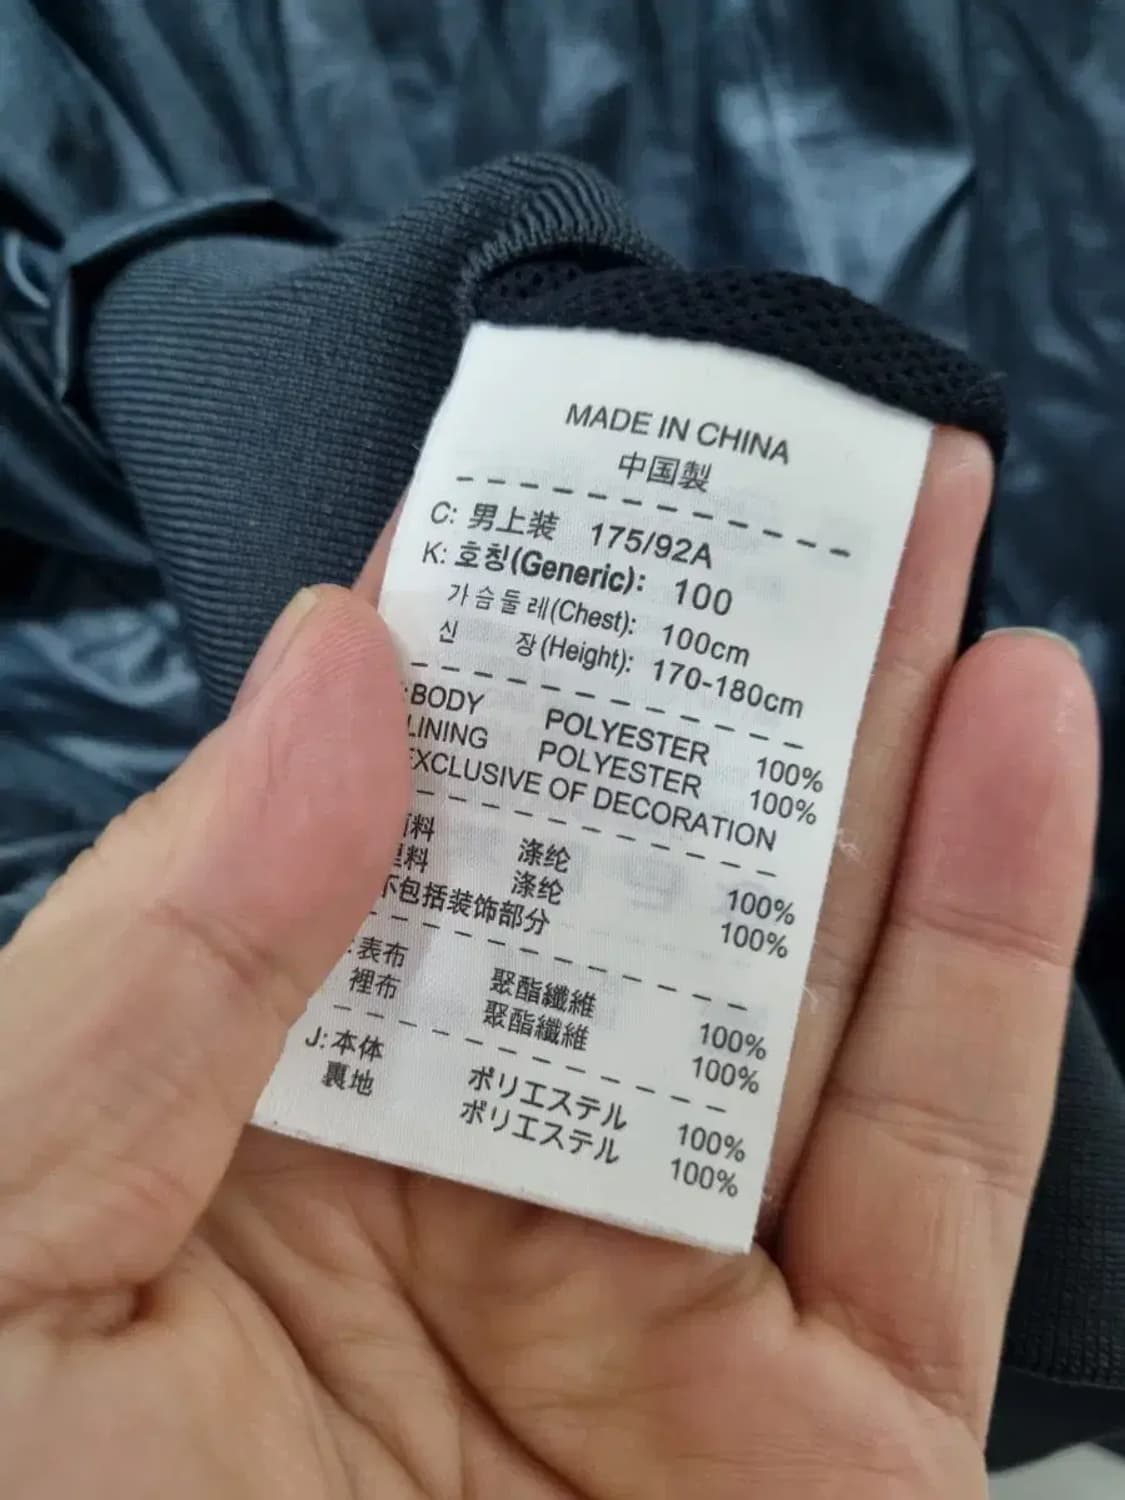 MADE IN CHINA
中国製
C: 男上装 175/92A
K: 호칭(Generic): 100
가슴둘레(Chest): 100cm
신 장(Height): 170-180cm
:BODY POLYESTER 100%
LINING POLYESTER 100%
EXCLUSIVE OF DECORATION
面料 涤纶 100%
里料 涤纶 100%
不包括装饰部分
:表布 聚酯纖維 100%
裡布 聚酯纖維 100%
J: 本体 ポリエステル 100%
裏地 ポリエステル 100%